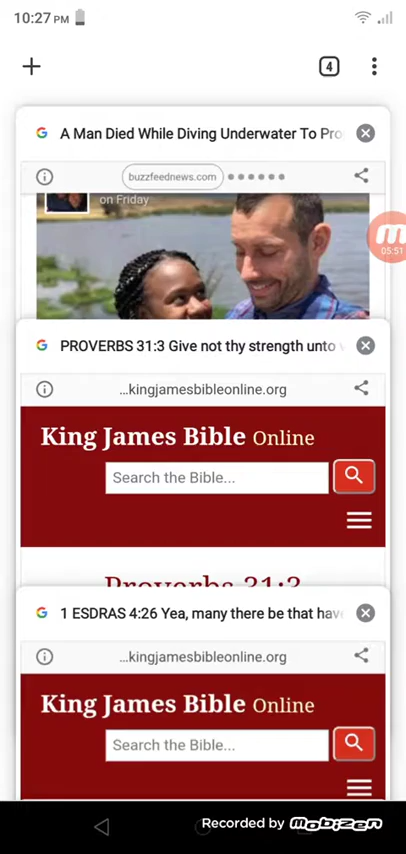 10:27 PM
4
A Man Died While Diving Underwater To Pro
buzzfeednews.com
on Friday
05:51
PROVERBS 31:3 Give not thy strength unto
...kingjamesbibleonline.org
King James Bible Online
Search the Bible...
Proverbs 31:3
1 ESDRAS 4:26 Yea, many there be that hav
...kingjamesbibleonline.org
King James Bible Online
Search the Bible...
Recorded by Mobizen